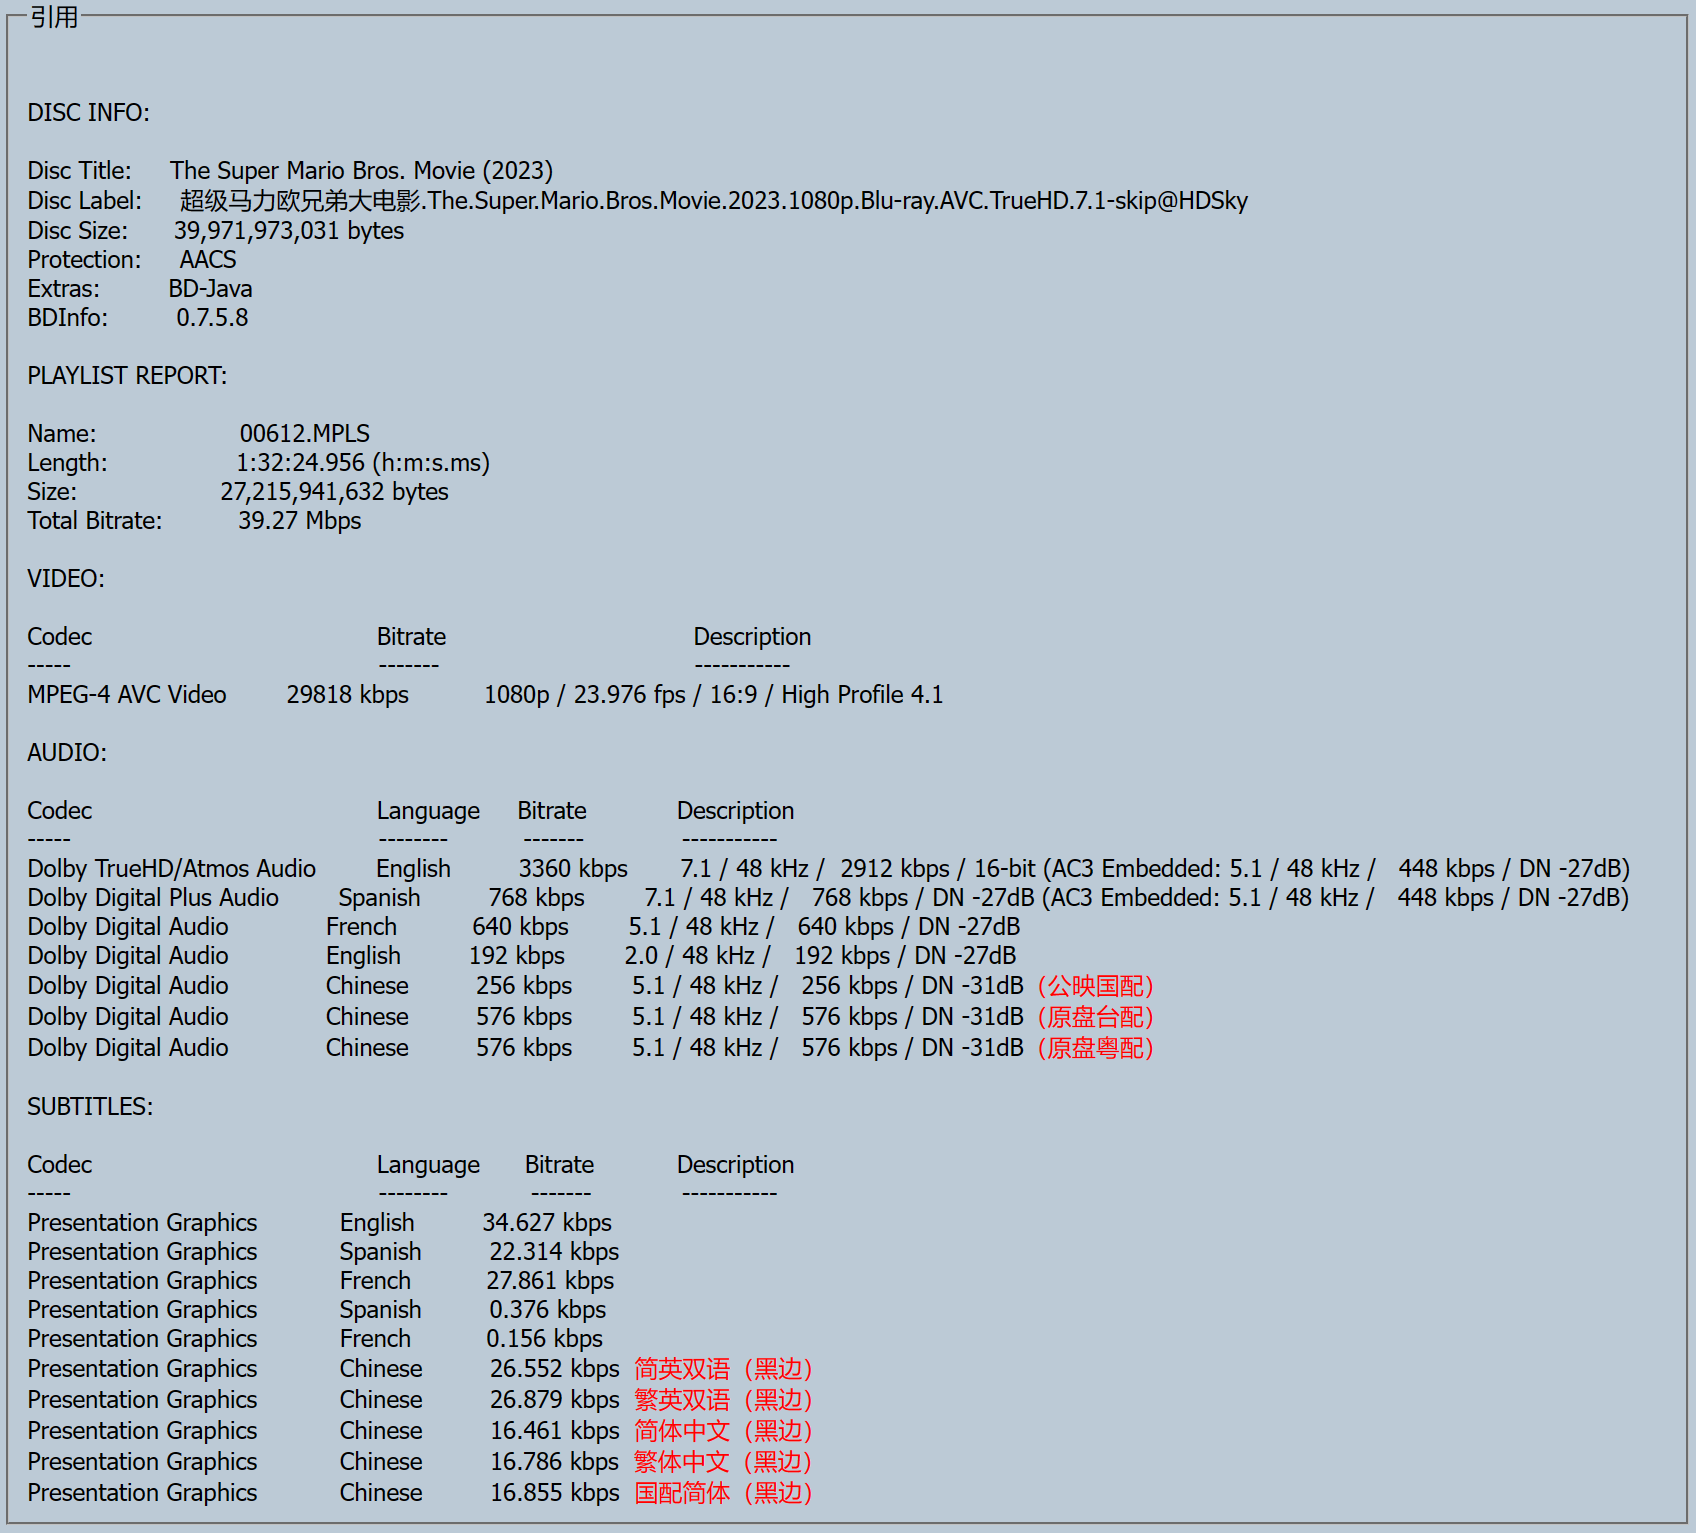 引用
DISC INFO:
Disc Title: The Super Mario Bros. Movie (2023)
Disc Label: 超级马力欧兄弟大电影.The.Super.Mario.Bros.Movie.2023.1080p.Blu-ray.AVC.TrueHD.7.1-skip@HDSky
Disc Size: 39,971,973,031 bytes
Protection: AACS
Extras: BD-Java
BDInfo: 0.7.5.8
PLAYLIST REPORT:
Name: 00612.MPLS
Length: 1:32:24.956 (h:m:s.ms)
Size: 27,215,941,632 bytes
Total Bitrate: 39.27 Mbps
VIDEO:
Codec Bitrate Description
----- ------- -----------
MPEG-4 AVC Video 29818 kbps 1080p / 23.976 fps / 16:9 / High Profile 4.1
AUDIO:
Codec Language Bitrate Description
----- -------- ------- -----------
Dolby TrueHD/Atmos Audio English 3360 kbps 7.1 / 48 kHz / 2912 kbps / 16-bit (AC3 Embedded: 5.1 / 48 kHz / 448 kbps / DN -27dB)
Dolby Digital Plus Audio Spanish 768 kbps 7.1 / 48 kHz / 768 kbps / DN -27dB (AC3 Embedded: 5.1 / 48 kHz / 448 kbps / DN -27dB)
Dolby Digital Audio French 640 kbps 5.1 / 48 kHz / 640 kbps / DN -27dB
Dolby Digital Audio English 192 kbps 2.0 / 48 kHz / 192 kbps / DN -27dB
Dolby Digital Audio Chinese 256 kbps 5.1 / 48 kHz / 256 kbps / DN -31dB（公映国配）
Dolby Digital Audio Chinese 576 kbps 5.1 / 48 kHz / 576 kbps / DN -31dB（原盘台配）
Dolby Digital Audio Chinese 576 kbps 5.1 / 48 kHz / 576 kbps / DN -31dB（原盘粤配）
SUBTITLES:
Codec Language Bitrate Description
----- -------- ------- -----------
Presentation Graphics English 34.627 kbps
Presentation Graphics Spanish 22.314 kbps
Presentation Graphics French 27.861 kbps
Presentation Graphics Spanish 0.376 kbps
Presentation Graphics French 0.156 kbps
Presentation Graphics Chinese 26.552 kbps 简英双语（黑边）
Presentation Graphics Chinese 26.879 kbps 繁英双语（黑边）
Presentation Graphics Chinese 16.461 kbps 简体中文（黑边）
Presentation Graphics Chinese 16.786 kbps 繁体中文（黑边）
Presentation Graphics Chinese 16.855 kbps 国配简体（黑边）